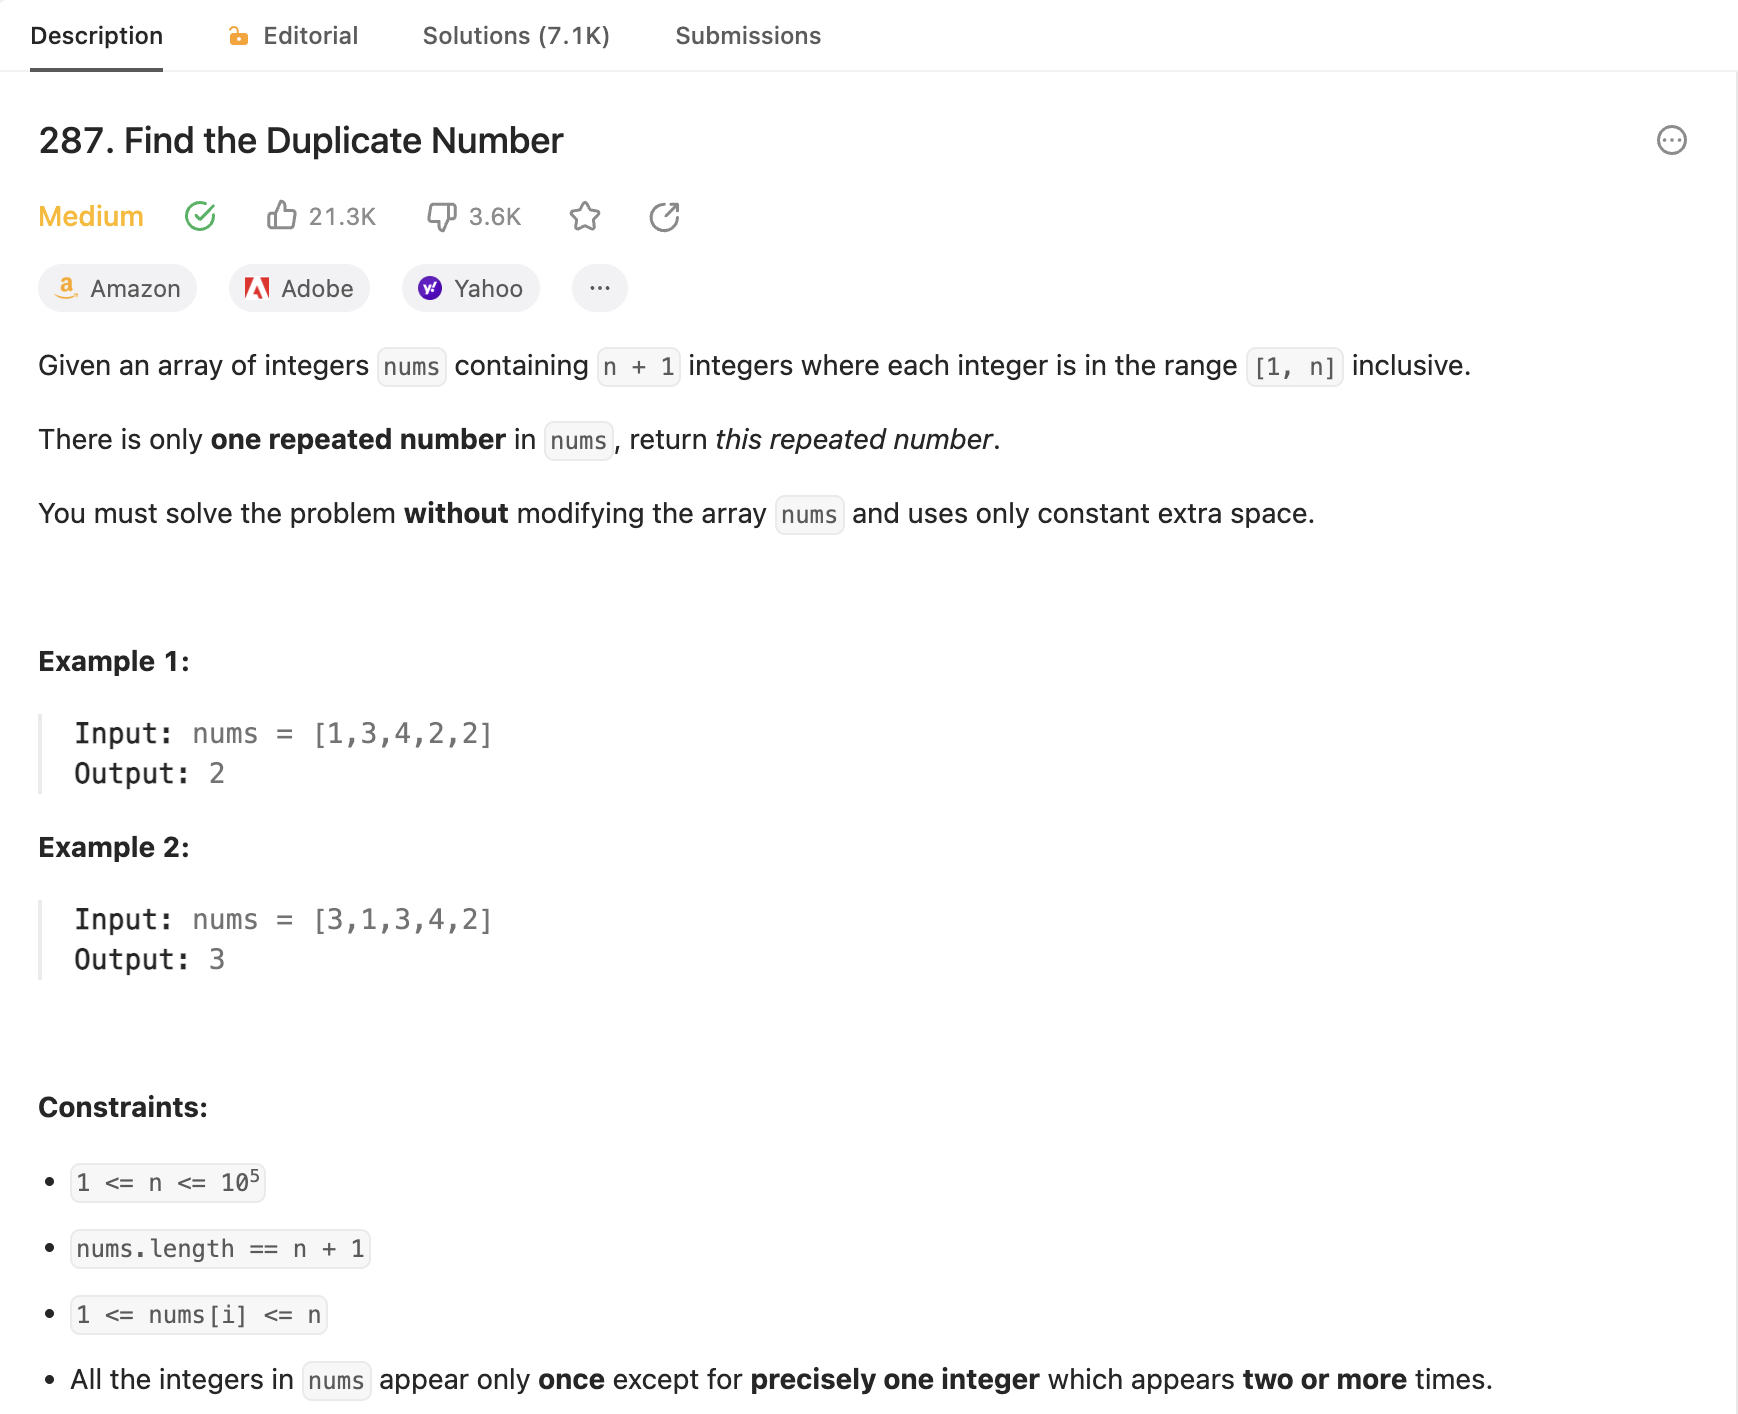 Description Editorial Solutions (7.1K) Submissions
287. Find the Duplicate Number
Medium 21.3K 3.6K
Amazon Adobe Yahoo ...
Given an array of integers nums containing n + 1 integers where each integer is in the range [1, n] inclusive.
There is only one repeated number in nums, return this repeated number.
You must solve the problem without modifying the array nums and uses only constant extra space.
Example 1:
Input: nums = [1,3,4,2,2]
Output: 2
Example 2:
Input: nums = [3,1,3,4,2]
Output: 3
Constraints:
• 1 <= n <= 10⁵
• nums.length == n + 1
• 1 <= nums[i] <= n
• All the integers in nums appear only once except for precisely one integer which appears two or more times.